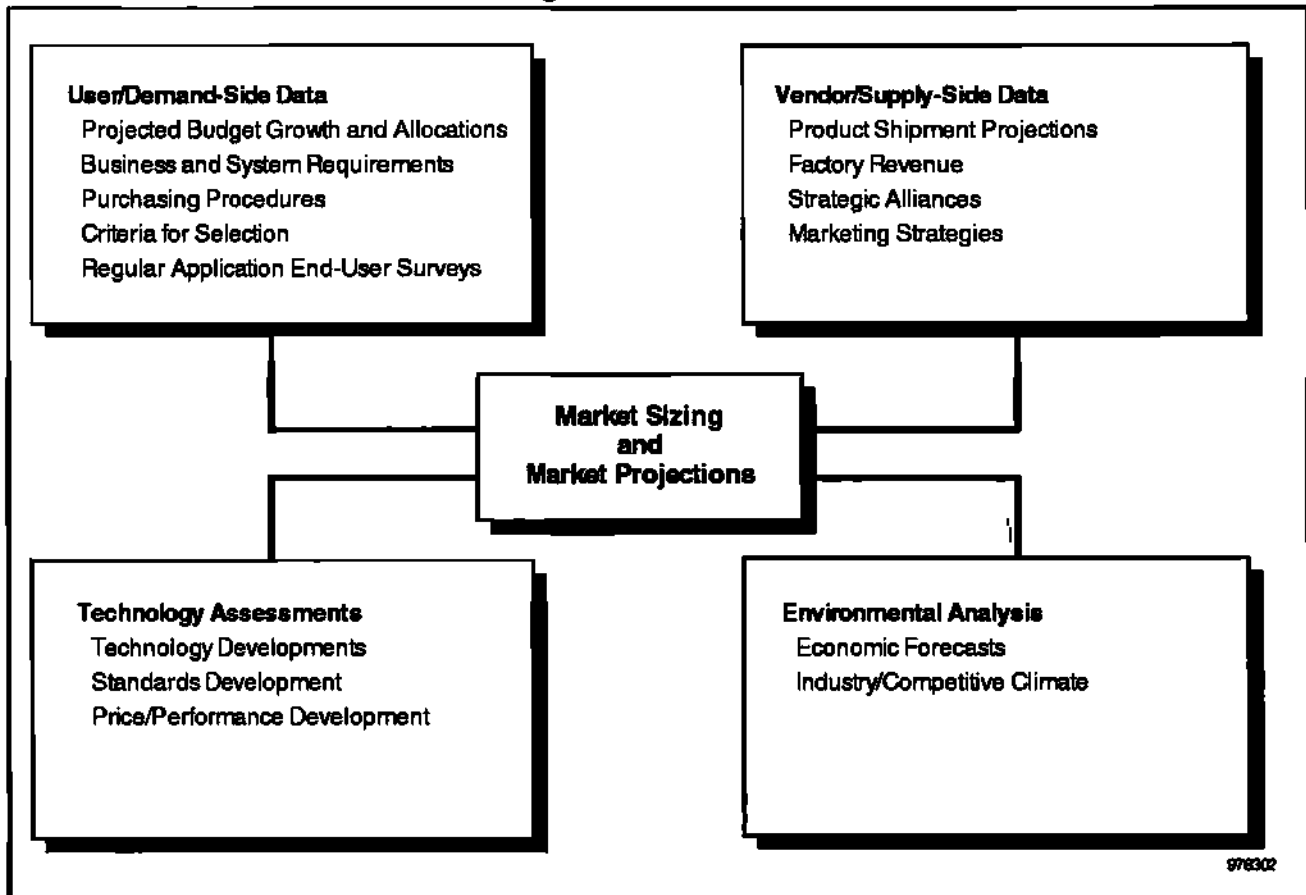 User/Demand-Side Data
Projected Budget Growth and Allocations
Business and System Requirements
Purchasing Procedures
Criteria for Selection
Regular Application End-User Surveys
Vendor/Supply-Side Data
Product Shipment Projections
Factory Revenue
Strategic Alliances
Marketing Strategies
Market Sizing
and
Market Projections
Technology Assessments
Technology Developments
Standards Development
Price/Performance Development
Environmental Analysis
Economic Forecasts
Industry/Competitive Climate
978302